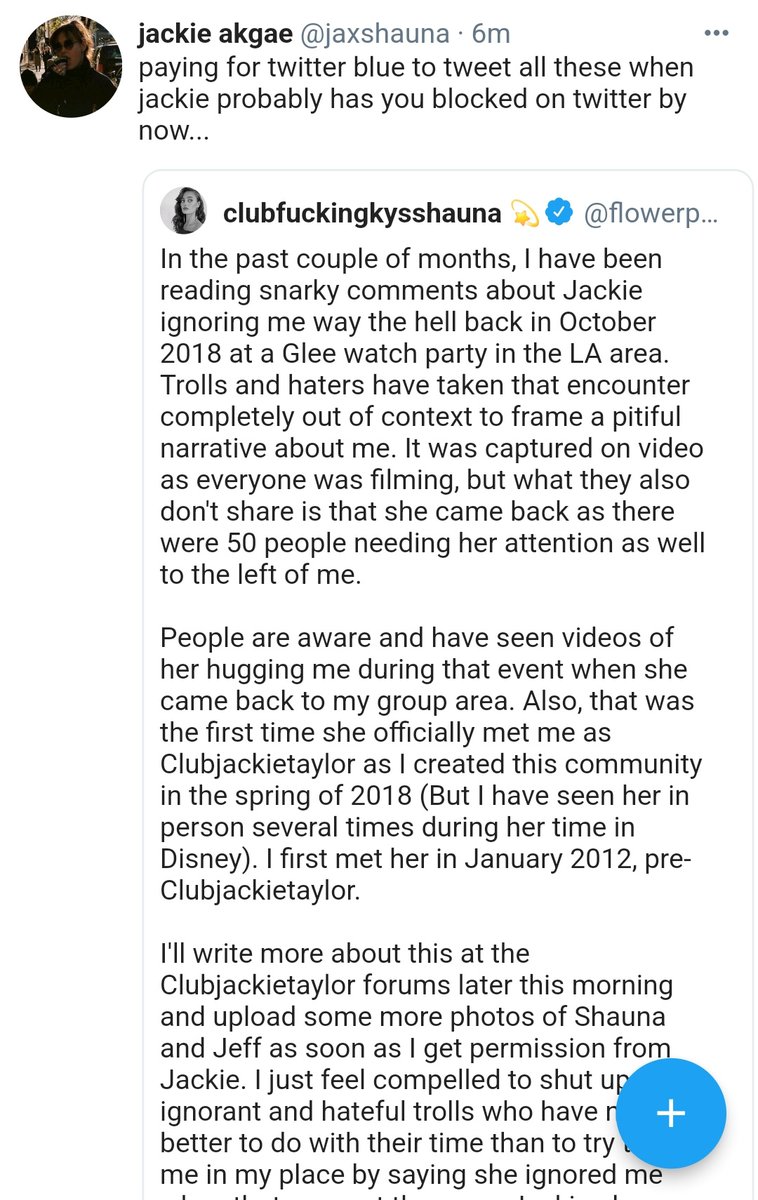 jackie akgae @jaxshauna · 6m
paying for twitter blue to tweet all these when
jackie probably has you blocked on twitter by
now...
clubfuckingkysshauna 💫 @flowerp...
In the past couple of months, I have been
reading snarky comments about Jackie
ignoring me way the hell back in October
2018 at a Glee watch party in the LA area.
Trolls and haters have taken that encounter
completely out of context to frame a pitiful
narrative about me. It was captured on video
as everyone was filming, but what they also
don't share is that she came back as there
were 50 people needing her attention as well
to the left of me.
People are aware and have seen videos of
her hugging me during that event when she
came back to my group area. Also, that was
the first time she officially met me as
Clubjackietaylor as I created this community
in the spring of 2018 (But I have seen her in
person several times during her time in
Disney). I first met her in January 2012, pre-
Clubjackietaylor.
I'll write more about this at the
Clubjackietaylor forums later this morning
and upload some more photos of Shauna
and Jeff as soon as I get permission from
Jackie. I just feel compelled to shut up
ignorant and hateful trolls who have
better to do with their time than to try
me in my place by saying she ignored me